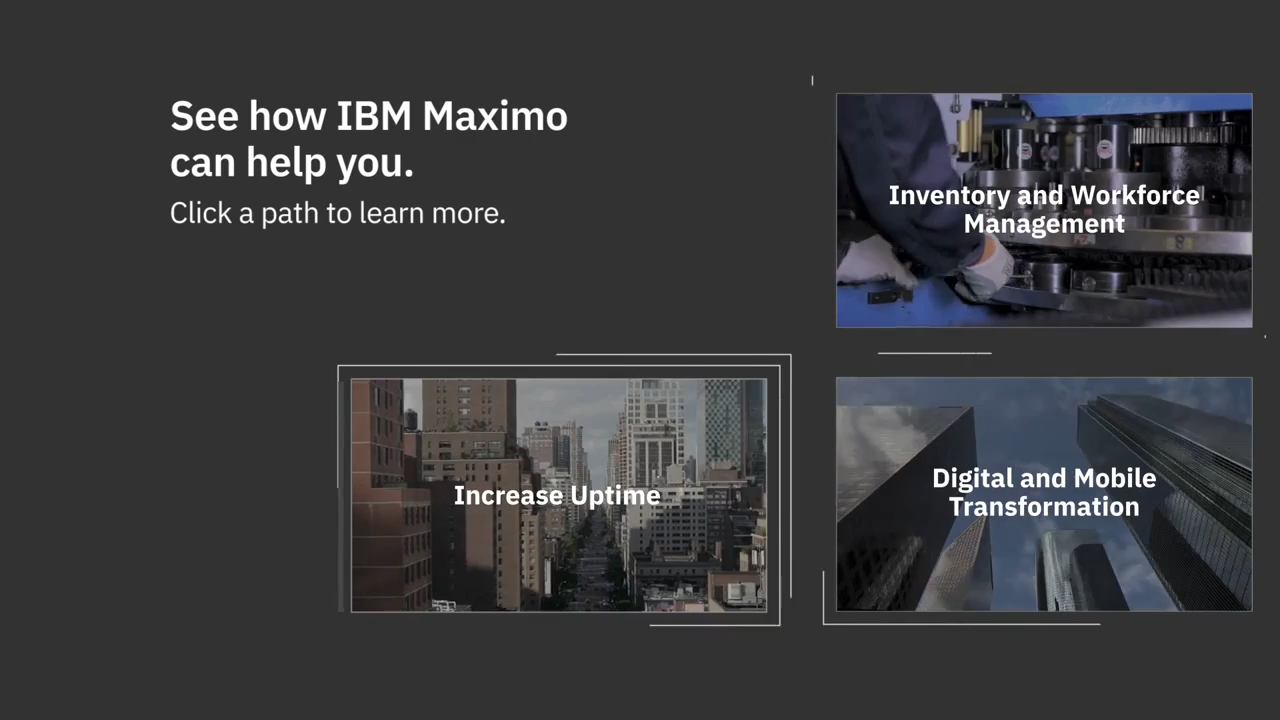 See how IBM Maximo
can help you.
Click a path to learn more.
Inventory and Workforce
Management
Increase Uptime
Digital and Mobile
Transformation